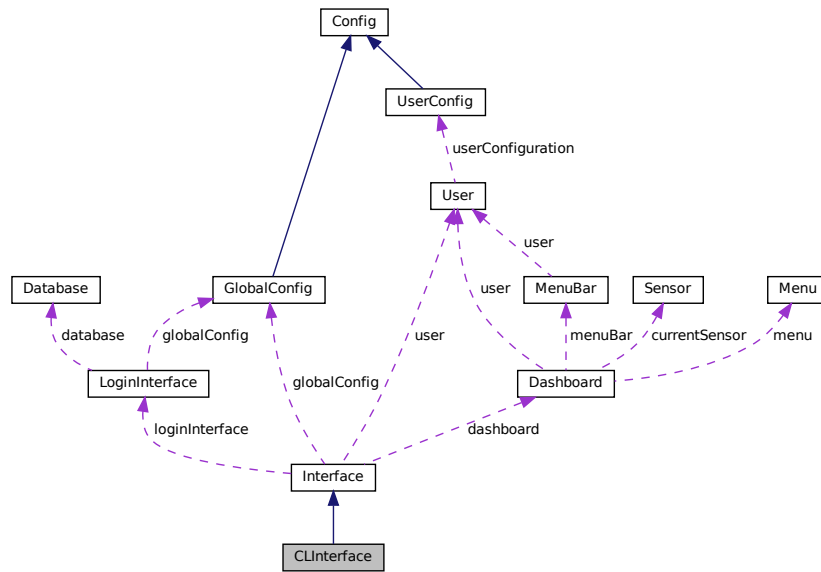 Config
UserConfig
userConfiguration
User
user
Database
GlobalConfig
user
MenuBar
Sensor
Menu
database
globalConfig
user
menuBar
currentSensor
menu
LoginInterface
globalConfig
Dashboard
loginInterface
dashboard
Interface
CLInterface